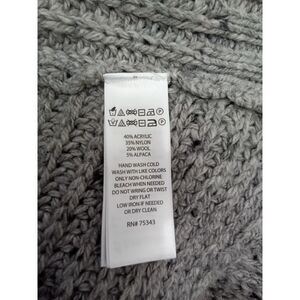 40% ACRYLIC
35% NYLON
20% WOOL
5% ALPACA
HAND WASH COLD
WASH WITH LIKE COLORS
ONLY NON-CHLORINE
BLEACH WHEN NEEDED
DO NOT WRING OR TWIST
DRY FLAT
LOW IRON IF NEEDED
OR DRY CLEAN
RN# 75343